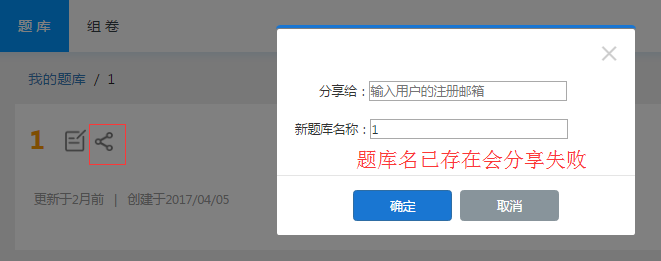 题库 组卷
我的题库 / 1
1
更新于2月前 | 创建于2017/04/05
分享给：输入用户的注册邮箱
新题库名称：1
题库名已存在会分享失败
确定 取消